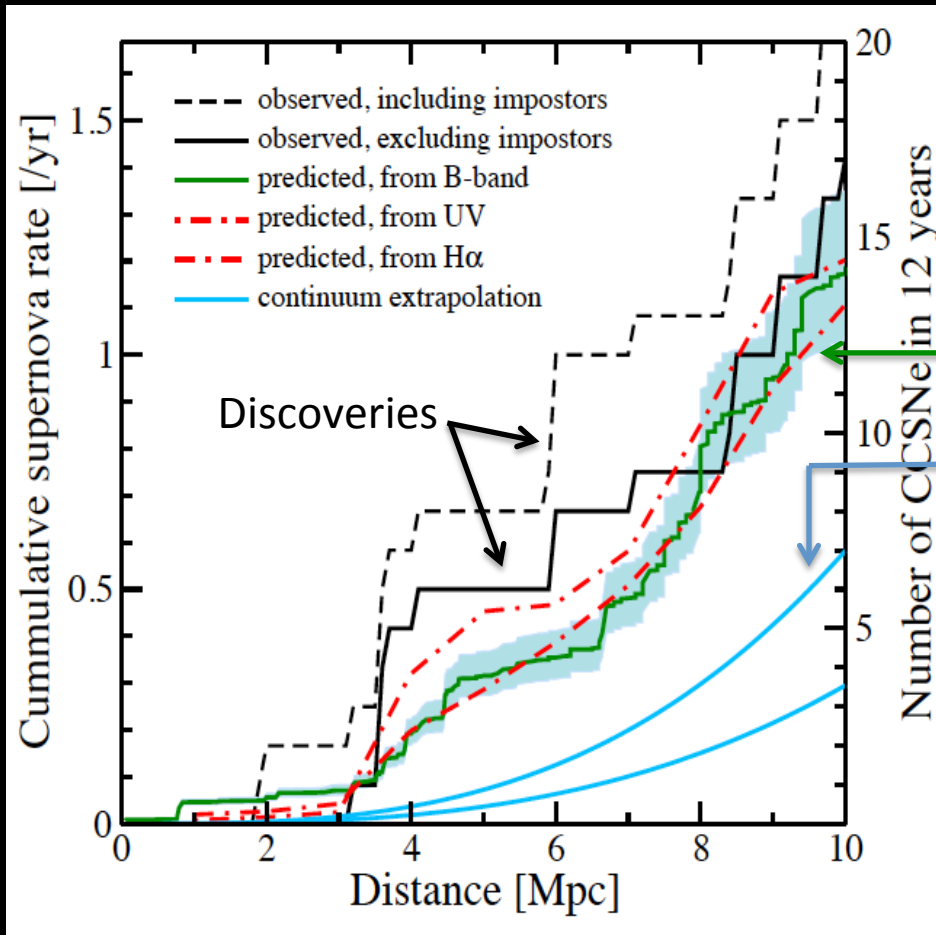 Cummulative supernova rate [/yr]
1.5
1
0.5
0
observed, including impostors
observed, excluding impostors
predicted, from B-band
predicted, from UV
predicted, from Hα
continuum extrapolation
Discoveries
20
15
10
5
Number of CCSNe in 12 years
0 2 4 6 8 10
Distance [Mpc]